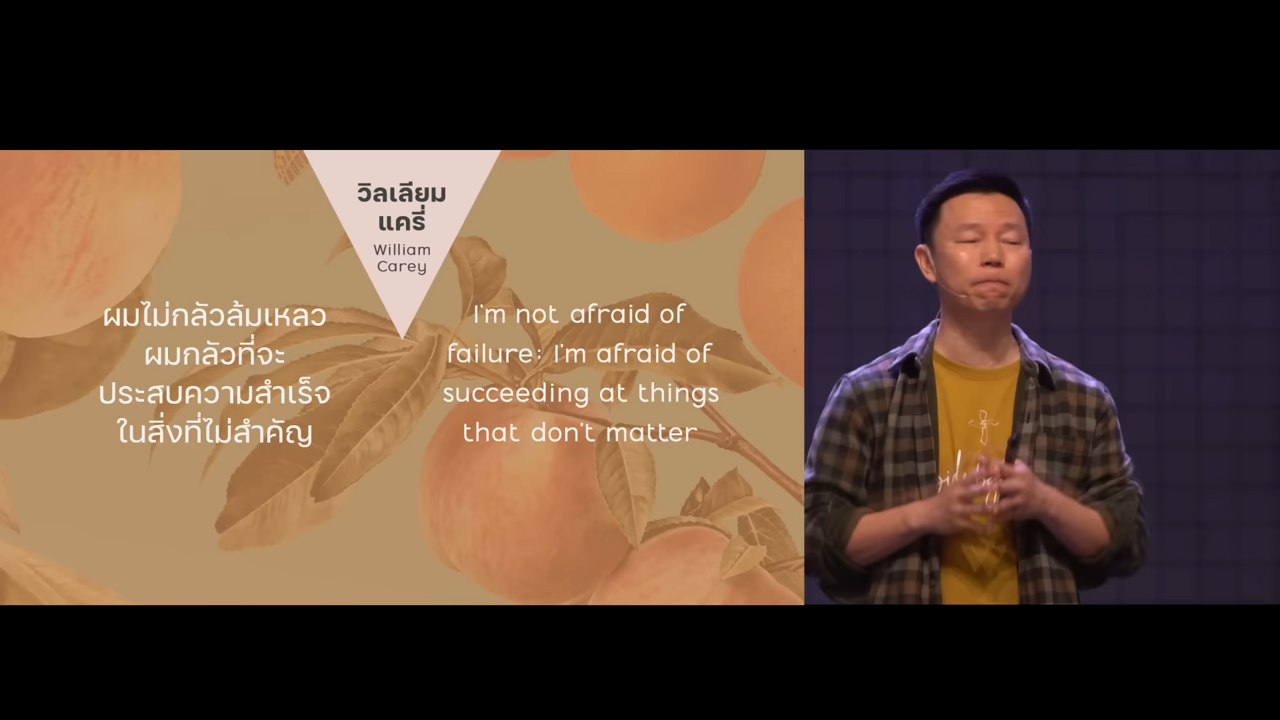 วิลเลียม
แครี่
William
Carey
ผมไม่กลัวล้มเหลว
ผมกลัวที่จะ
ประสบความสำเร็จ
ในสิ่งที่ไม่สำคัญ
I'm not afraid of
failure: I'm afraid of
succeeding at things
that don't matter